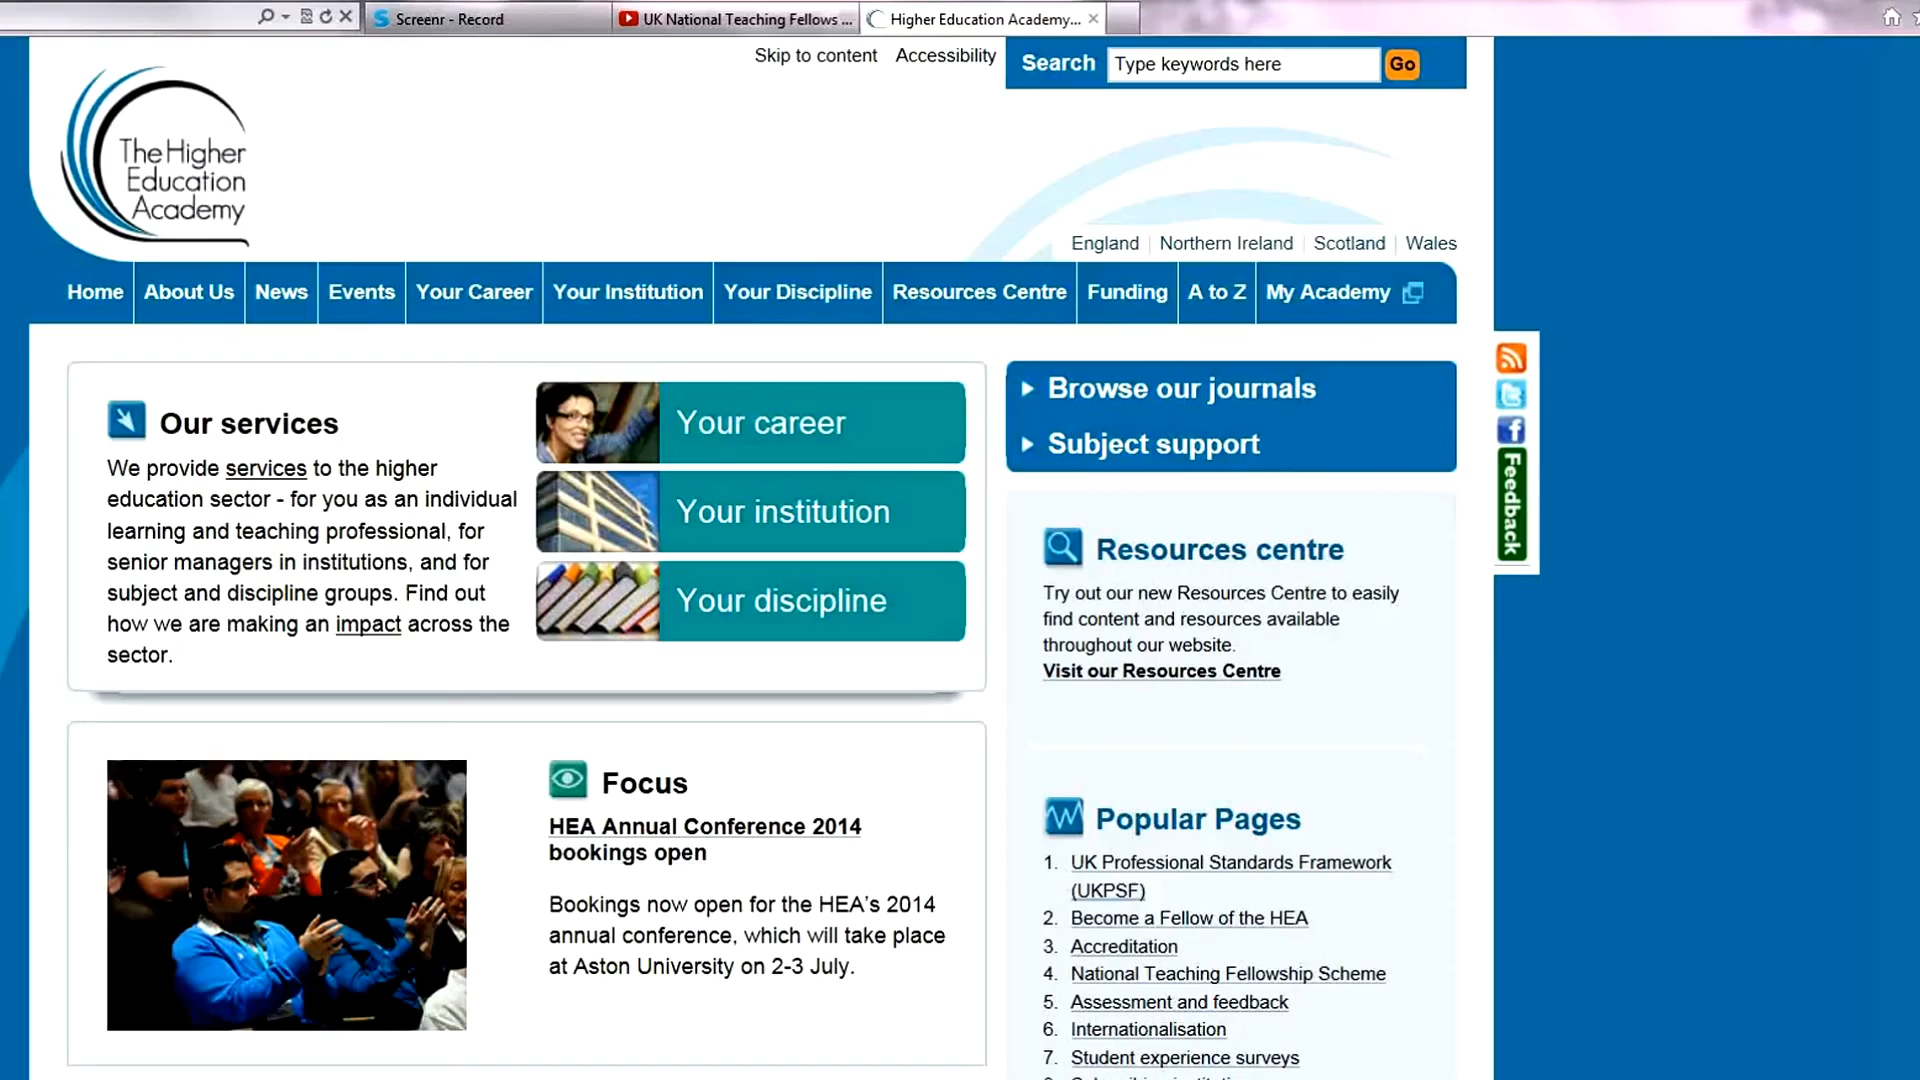 Screenr - Record
UK National Teaching Fellows ...
Higher Education Academy...
Skip to content
Accessibility
Search
Type keywords here
Go
The Higher
Education
Academy
England
Northern Ireland
Scotland
Wales
Home
About Us
News
Events
Your Career
Your Institution
Your Discipline
Resources Centre
Funding
A to Z
My Academy
Our services
We provide services to the higher
education sector - for you as an individual
learning and teaching professional, for
senior managers in institutions, and for
subject and discipline groups. Find out
how we are making an impact across the
sector.
Your career
Your institution
Your discipline
Browse our journals
Subject support
Feedback
Resources centre
Try out our new Resources Centre to easily
find content and resources available
throughout our website.
Visit our Resources Centre
Focus
HEA Annual Conference 2014
bookings open
Bookings now open for the HEA's 2014
annual conference, which will take place
at Aston University on 2-3 July.
Popular Pages
1. UK Professional Standards Framework
(UKPSF)
2. Become a Fellow of the HEA
3. Accreditation
4. National Teaching Fellowship Scheme
5. Assessment and feedback
6. Internationalisation
7. Student experience surveys